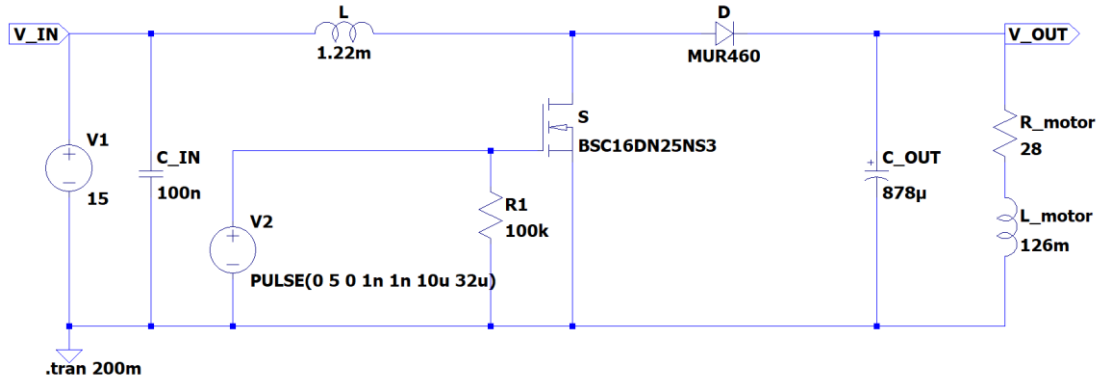 V_IN
L
1.22m
D
MUR460
V_OUT
S
BSC16DN25NS3
R_motor
28
V1
15
C_IN
100n
C_OUT
878µ
+
R1
100k
V2
PULSE(0 5 0 1n 1n 10u 32u)
L_motor
126m
.tran 200m